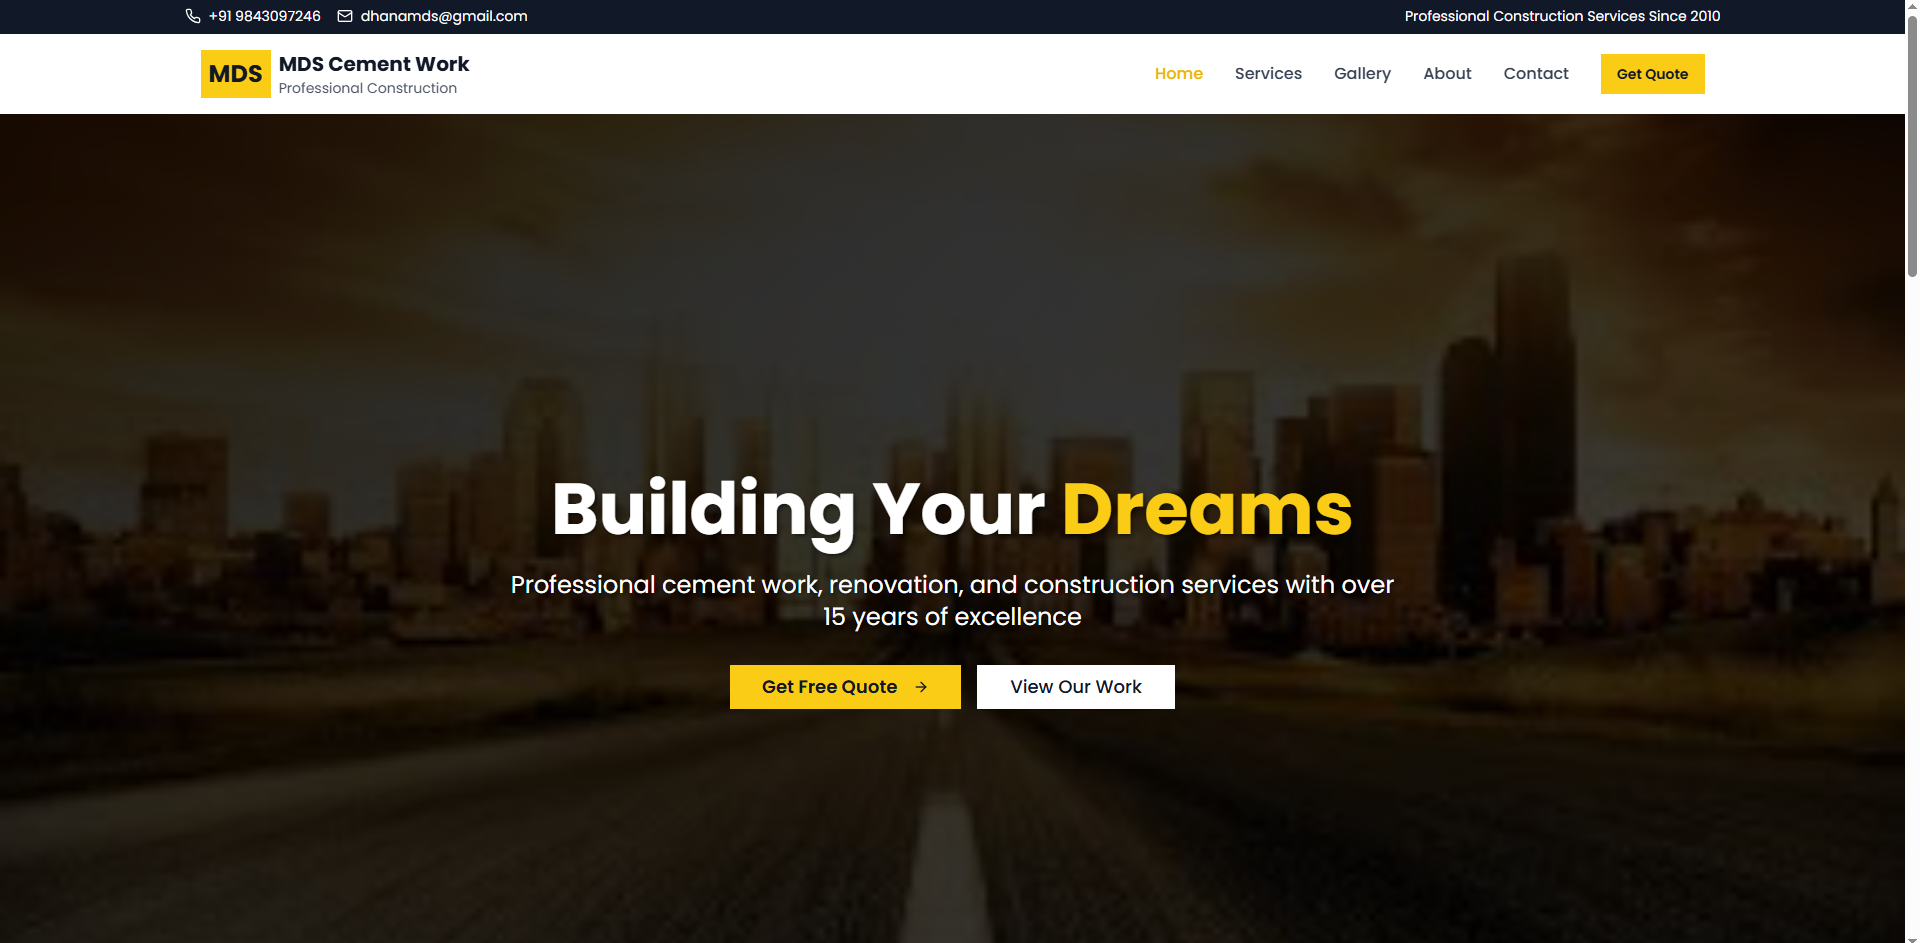 +91 9843097246 dhanamds@gmail.com Professional Construction Services Since 2010
MDS
MDS Cement Work
Professional Construction
Home Services Gallery About Contact Get Quote
Building Your Dreams
Professional cement work, renovation, and construction services with over
15 years of excellence
Get Free Quote → View Our Work